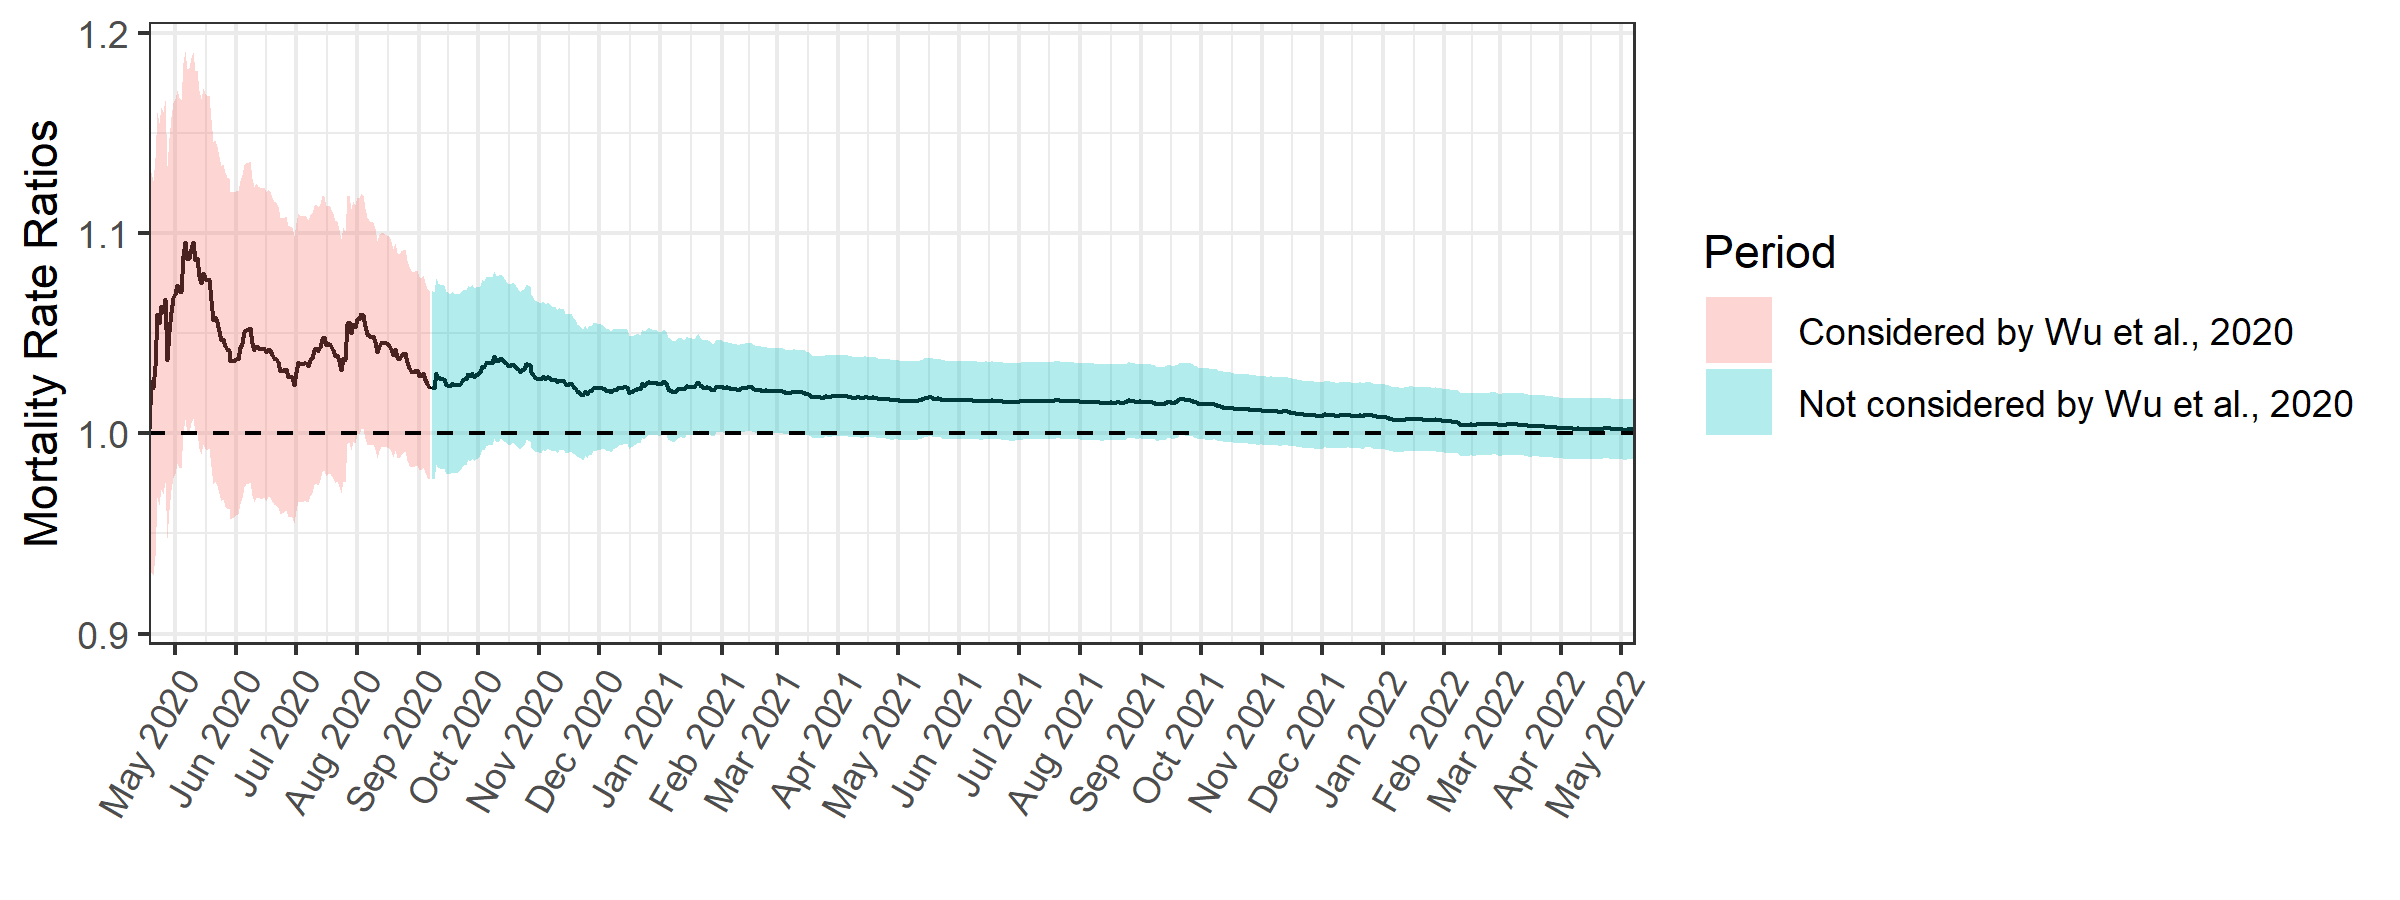 Mortality Rate Ratios
1.2
1.1
1.0
0.9
May 2020
Jun 2020
Jul 2020
Aug 2020
Sep 2020
Oct 2020
Nov 2020
Dec 2020
Jan 2021
Feb 2021
Mar 2021
Apr 2021
May 2021
Jun 2021
Jul 2021
Aug 2021
Sep 2021
Oct 2021
Nov 2021
Dec 2021
Jan 2022
Feb 2022
Mar 2022
Apr 2022
May 2022
Period
Considered by Wu et al., 2020
Not considered by Wu et al., 2020